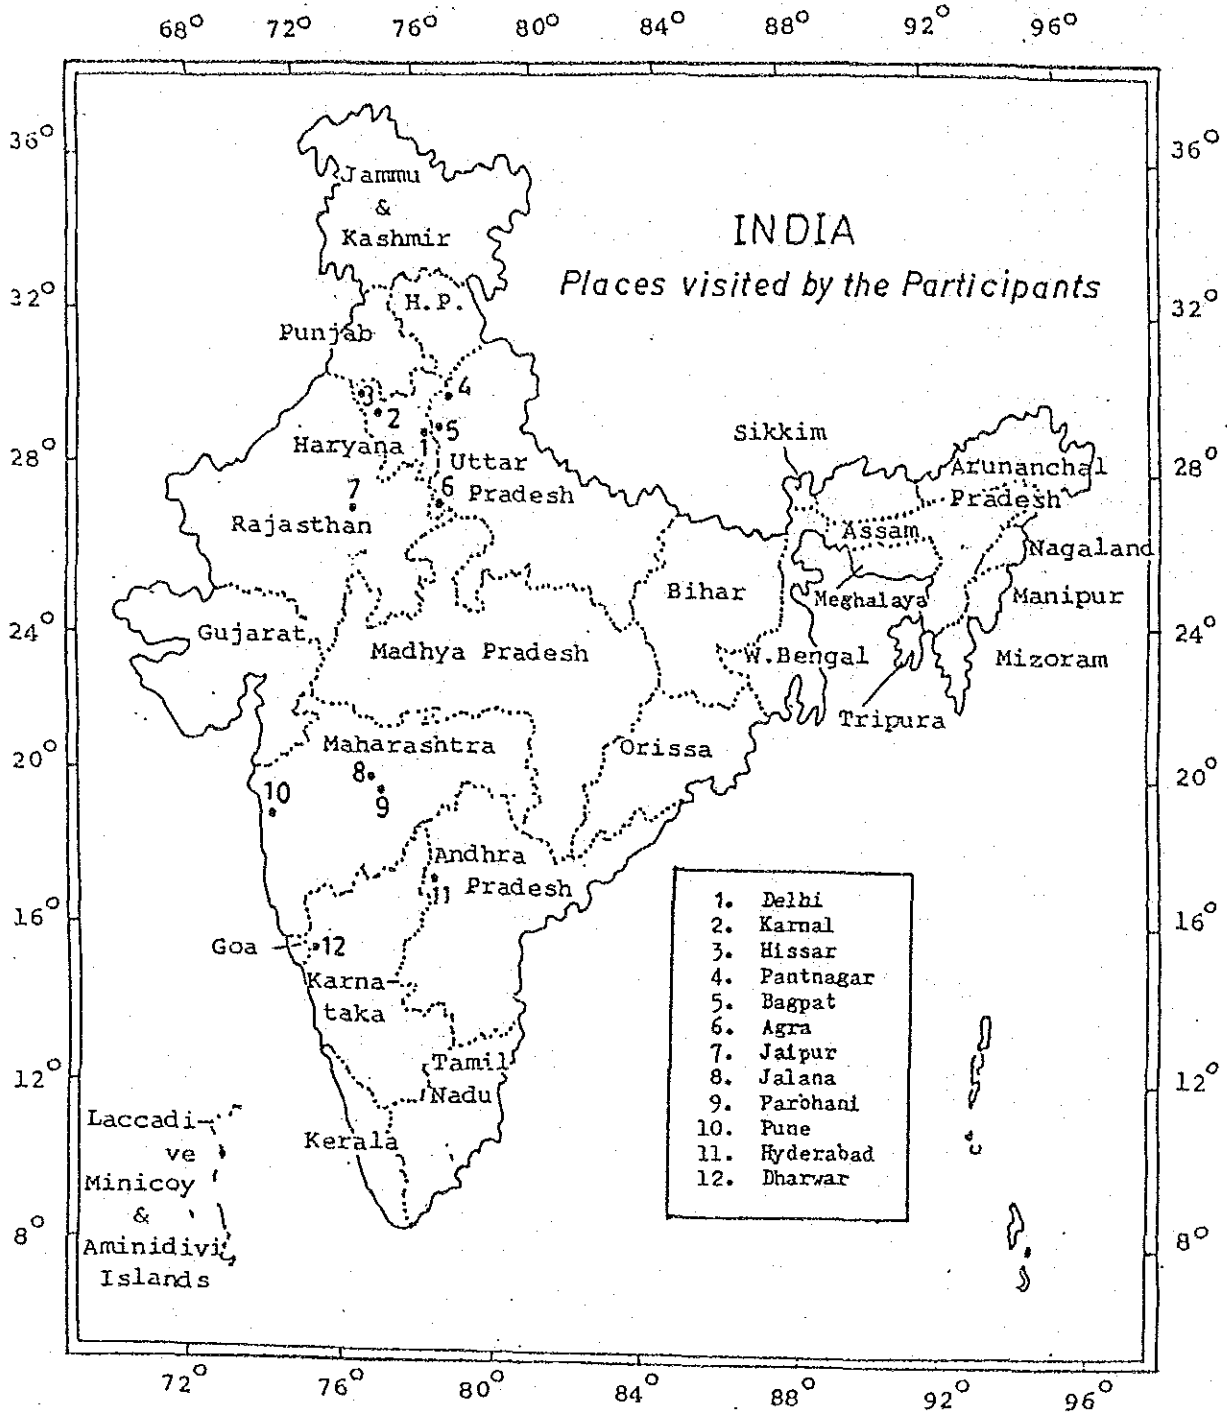 68° 72° 76° 80° 84° 88° 92° 96°
36° 36°
Jammu
&
Kashmir
INDIA
Places visited by the Participants
32° 32°
H.P.
Punjab
3
2
4
Haryana
1
5
Sikkim
28° 28°
Uttar
Pradesh
Arunanchal
Pradesh
7
6
Rajasthan
Assam
Nagaland
Bihar
Meghalaya
Manipur
24° 24°
Gujarat
Madhya Pradesh
W.Bengal
Mizoram
Tripura
Maharashtra
Orissa
20° 20°
8
10
9
Andhra
Pradesh
11
16° 16°
Goa
12
Karna-
taka
Tamil
Nadu
12° 12°
Kerala
Laccadi-
ve
Minicoy
&
Aminidivi
Islands
8° 8°
1. Delhi
2. Karnal
3. Hissar
4. Pantnagar
5. Bagpat
6. Agra
7. Jaipur
8. Jalana
9. Parbhani
10. Pune
11. Hyderabad
12. Dharwar
72° 76° 80° 84° 88° 92° 96°